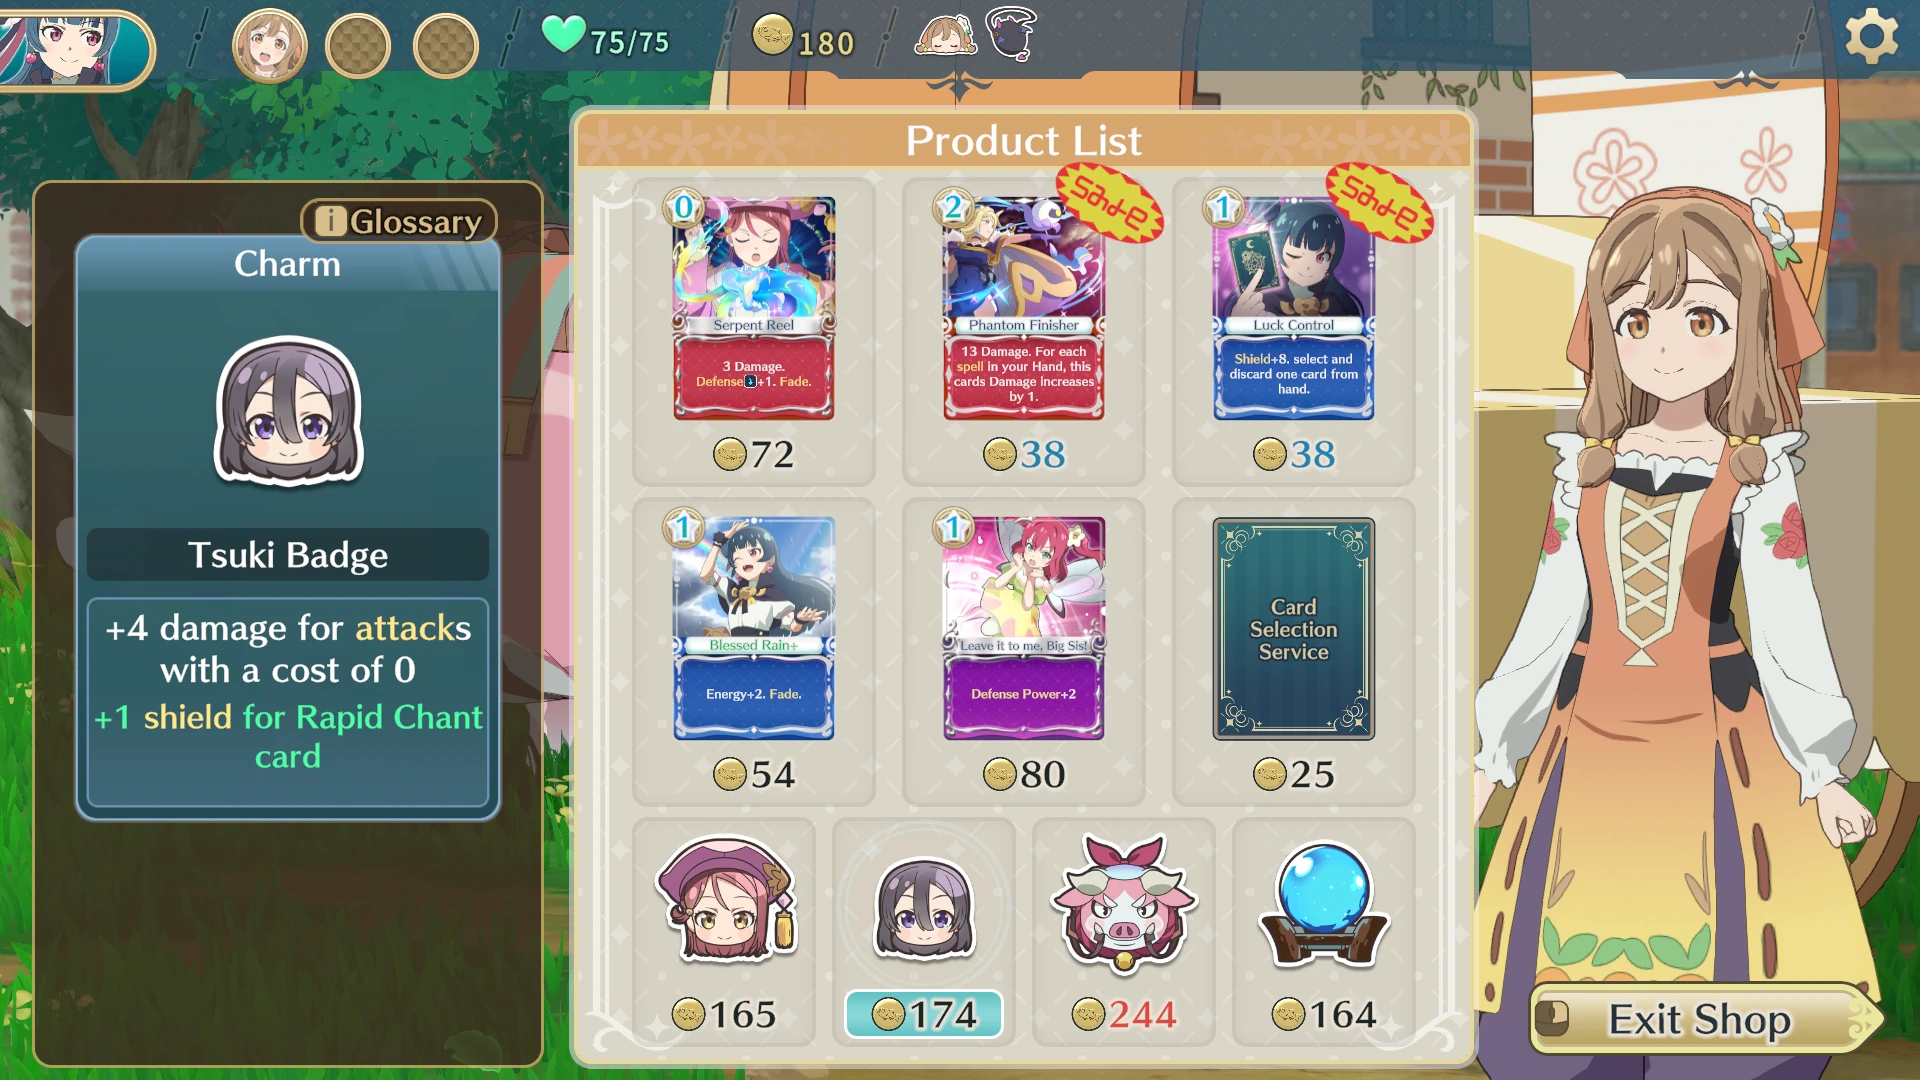 75/75
180
Product List
Glossary
Charm
Tsuki Badge
+4 damage for attacks
with a cost of 0
+1 shield for Rapid Chant
card
0
Serpent Reel
3 Damage.
Defense+1. Fade.
72
Sale
2
Phantom Finisher
13 Damage. For each
spell in your Hand, this
cards Damage increases
by 1.
38
Sale
1
Luck Control
Shield+8. select and
discard one card from
hand.
38
1
Blessed Rain+
Energy+2. Fade.
54
1
Leave it to me, Big Sis!
Defense Power+2
80
Card
Selection
Service
25
165
174
244
164
Exit Shop